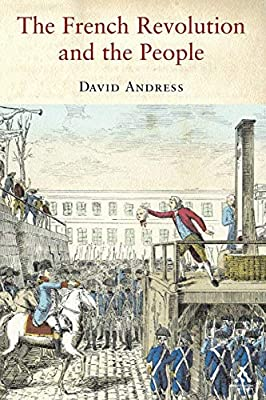 The French Revolution
and the People
DAVID ANDRESS